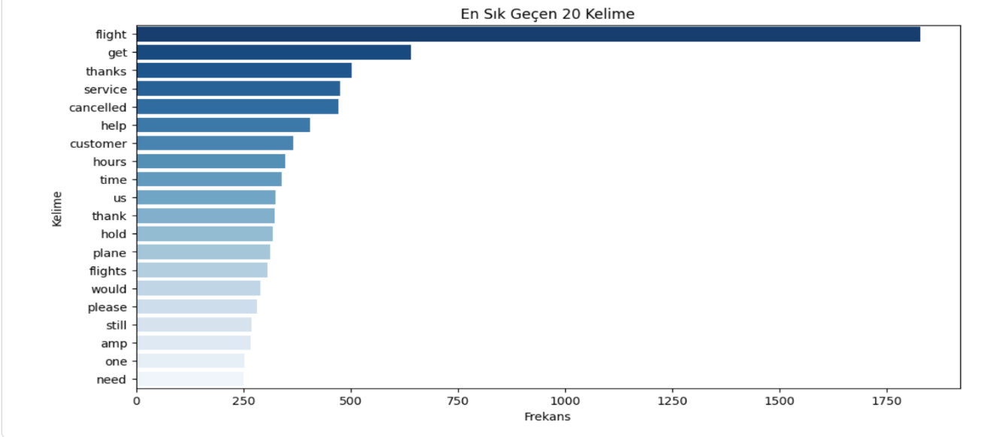 En Sık Geçen 20 Kelime
flight
get
thanks
service
cancelled
help
customer
hours
time
us
thank
hold
plane
flights
would
please
still
amp
one
need
Kelime
0 250 500 750 1000 1250 1500 1750
Frekans